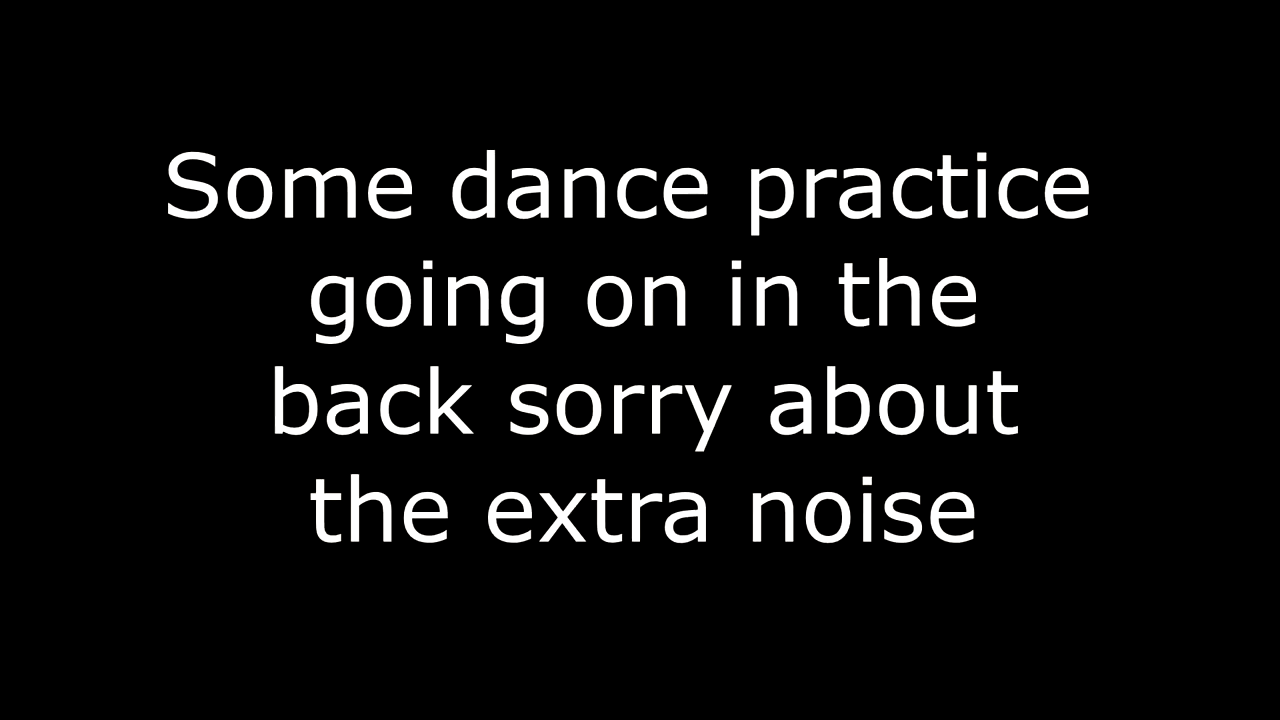 Some dance practice
going on in the
back sorry about
the extra noise